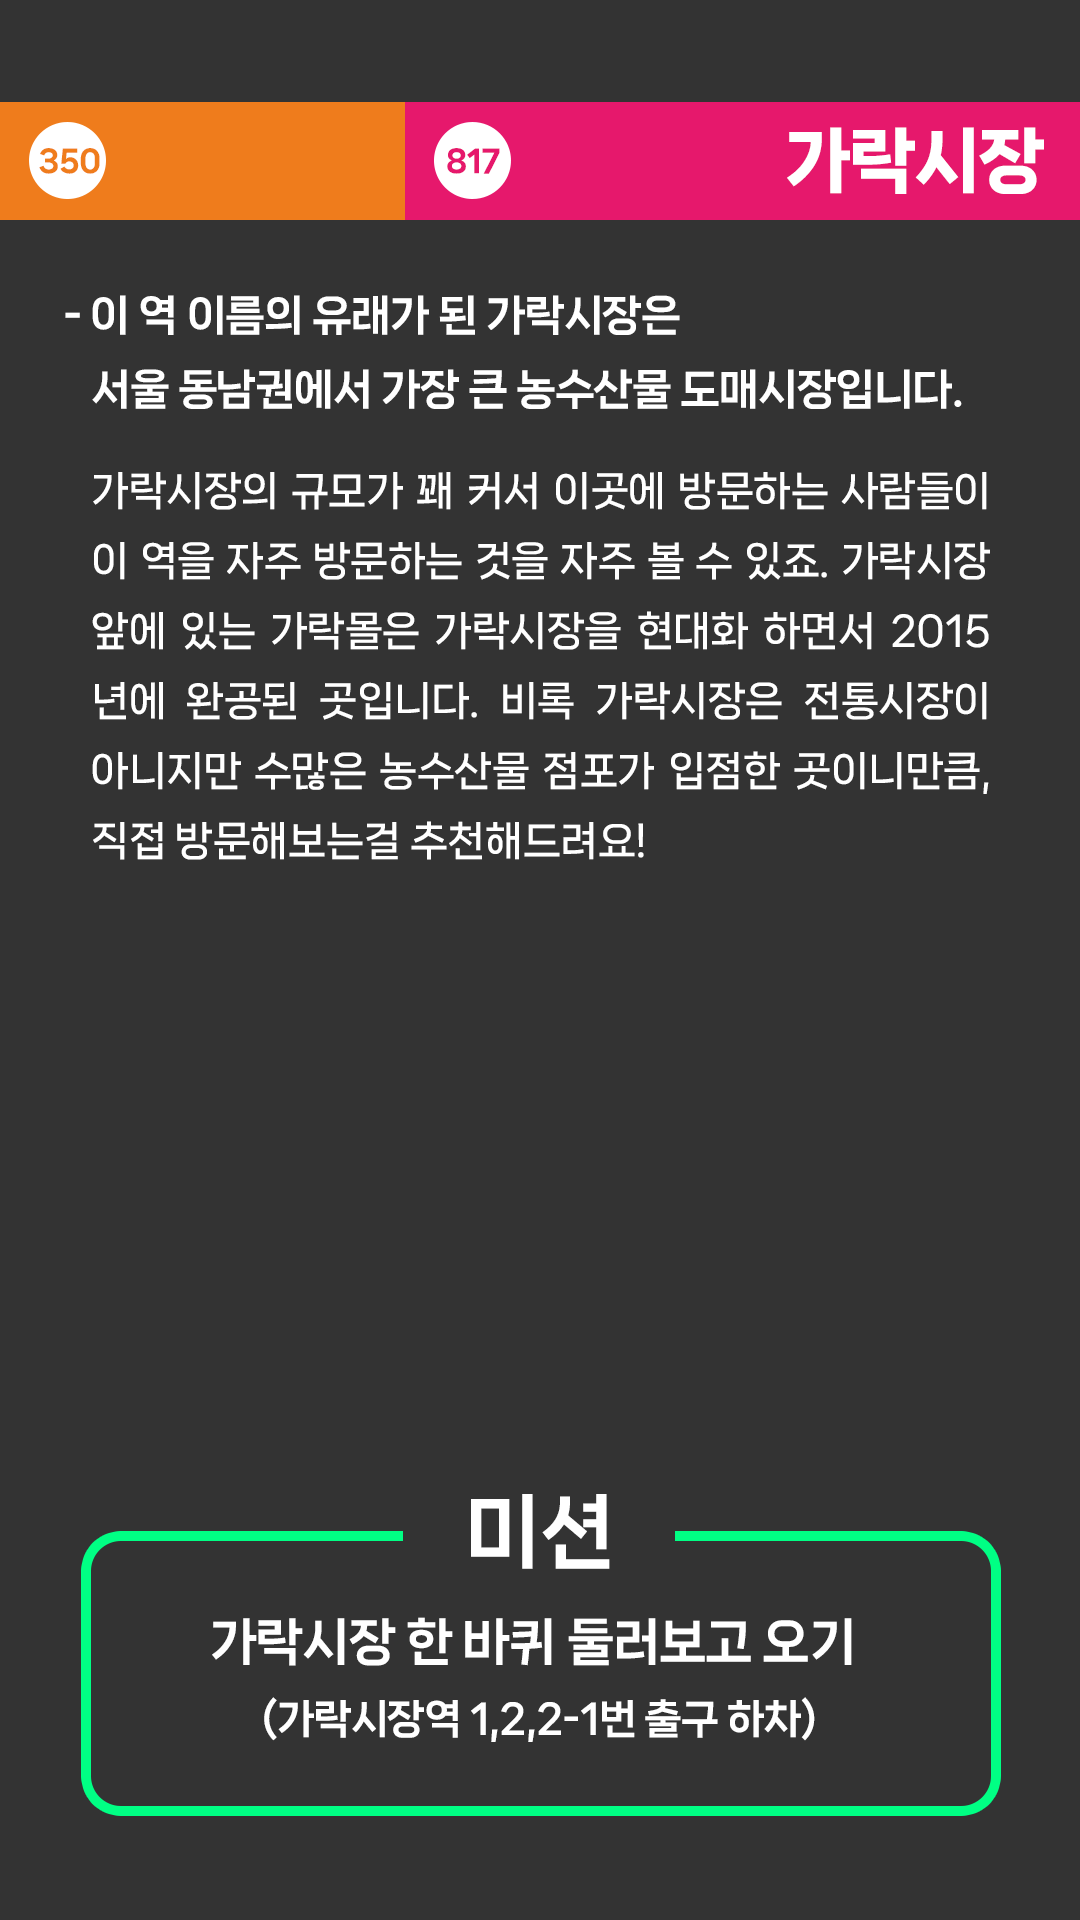 350
817
가락시장
- 이 역 이름의 유래가 된 가락시장은
서울 동남권에서 가장 큰 농수산물 도매시장입니다.
가락시장의 규모가 꽤 커서 이곳에 방문하는 사람들이
이 역을 자주 방문하는 것을 자주 볼 수 있죠. 가락시장
앞에 있는 가락몰은 가락시장을 현대화 하면서 2015
년에 완공된 곳입니다. 비록 가락시장은 전통시장이
아니지만 수많은 농수산물 점포가 입점한 곳이니만큼,
직접 방문해보는걸 추천해드려요!
미션
가락시장 한 바퀴 둘러보고 오기
(가락시장역 1,2,2-1번 출구 하차)